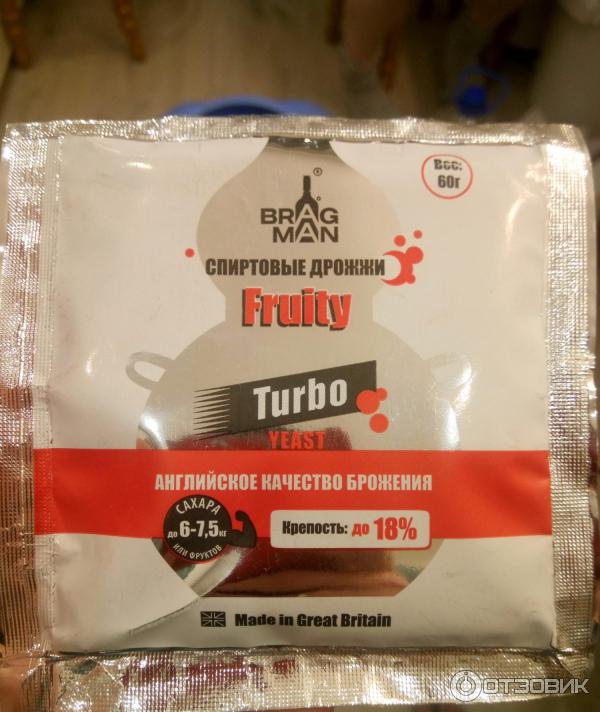 Вес:
60г
®
BRAG
MAN
СПИРТОВЫЕ ДРОЖЖИ
Fruity
Turbo
YEAST
АНГЛИЙСКОЕ КАЧЕСТВО БРОЖЕНИЯ
САХАРА
до 6-7,5кг
ИЛИ ФРУКТОВ
Крепость: до 18%
Made in Great Britain
ОТЗОВИК